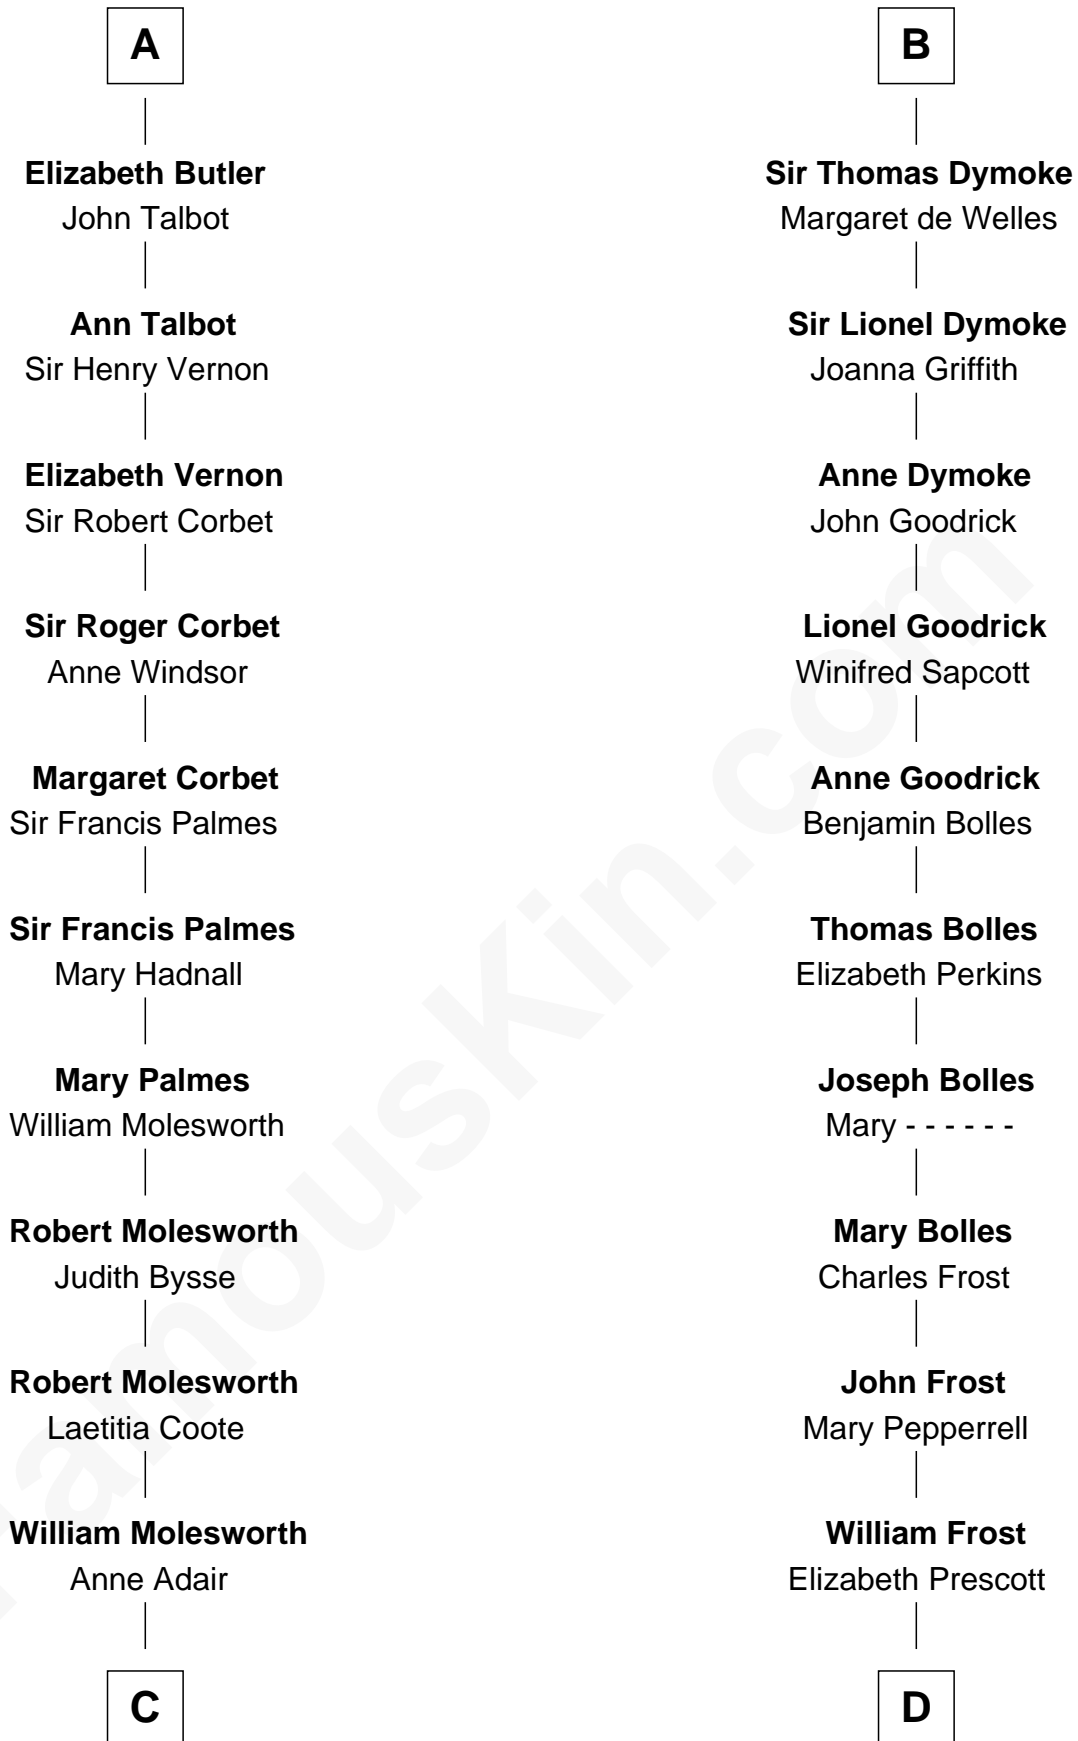 A
Elizabeth Butler
John Talbot
Ann Talbot
Sir Henry Vernon
Elizabeth Vernon
Sir Robert Corbet
Sir Roger Corbet
Anne Windsor
Margaret Corbet
Sir Francis Palmes
Sir Francis Palmes
Mary Hadnall
Mary Palmes
William Molesworth
Robert Molesworth
Judith Bysse
Robert Molesworth
Laetitia Coote
William Molesworth
Anne Adair
C
B
Sir Thomas Dymoke
Margaret de Welles
Sir Lionel Dymoke
Joanna Griffith
Anne Dymoke
John Goodrick
Lionel Goodrick
Winifred Sapcott
Anne Goodrick
Benjamin Bolles
Thomas Bolles
Elizabeth Perkins
Joseph Bolles
Mary - - - - - -
Mary Bolles
Charles Frost
John Frost
Mary Pepperrell
William Frost
Elizabeth Prescott
D
FamousKin.com